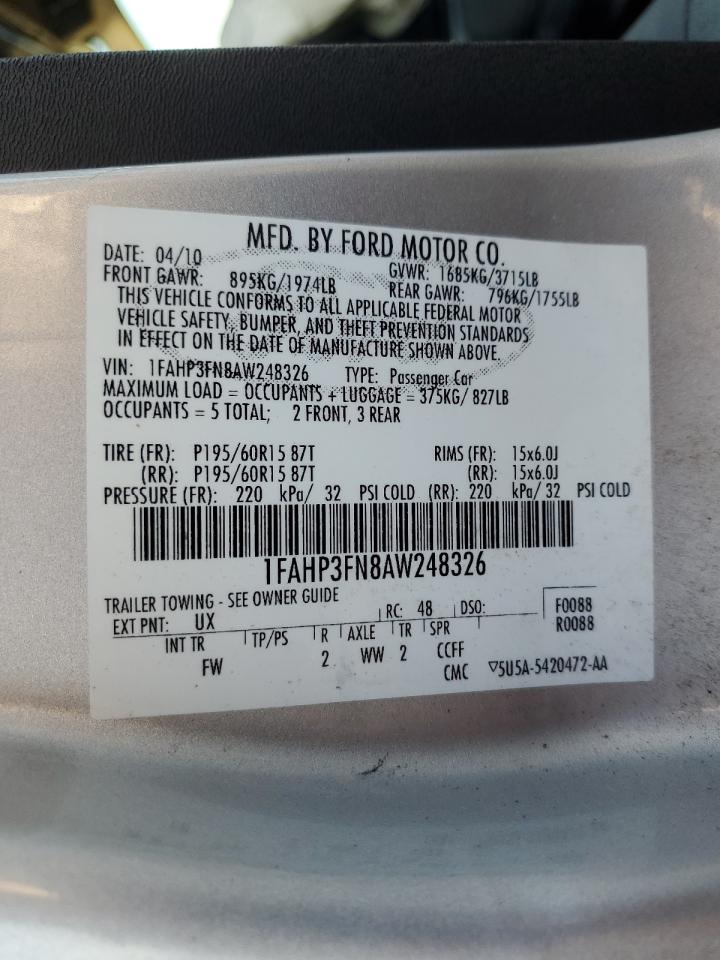 MFD. BY FORD MOTOR CO.
DATE: 04/10 GVWR: 1685KG/3715LB
FRONT GAWR: 895KG/1974LB REAR GAWR: 796KG/1755LB
THIS VEHICLE CONFORMS TO ALL APPLICABLE FEDERAL MOTOR
VEHICLE SAFETY, BUMPER, AND THEFT PREVENTION STANDARDS
IN EFFECT ON THE DATE OF MANUFACTURE SHOWN ABOVE.
VIN: 1FAHP3FN8AW248326 TYPE: Passenger Car
MAXIMUM LOAD = OCCUPANTS + LUGGAGE = 375KG/ 827LB
OCCUPANTS = 5 TOTAL; 2 FRONT, 3 REAR
TIRE (FR): P195/60R15 87T RIMS (FR): 15x6.0J
(RR): P195/60R15 87T (RR): 15x6.0J
PRESSURE (FR): 220 kPa/ 32 PSI COLD (RR): 220 kPa/ 32 PSI COLD
1FAHP3FN8AW248326
TRAILER TOWING - SEE OWNER GUIDE
EXT PNT: UX RC: 48 DSO: F0088
R0088
INT TR TP/PS R AXLE TR SPR
FW 2 WW 2 CCFF
CMC ▽5U5A-5420472-AA